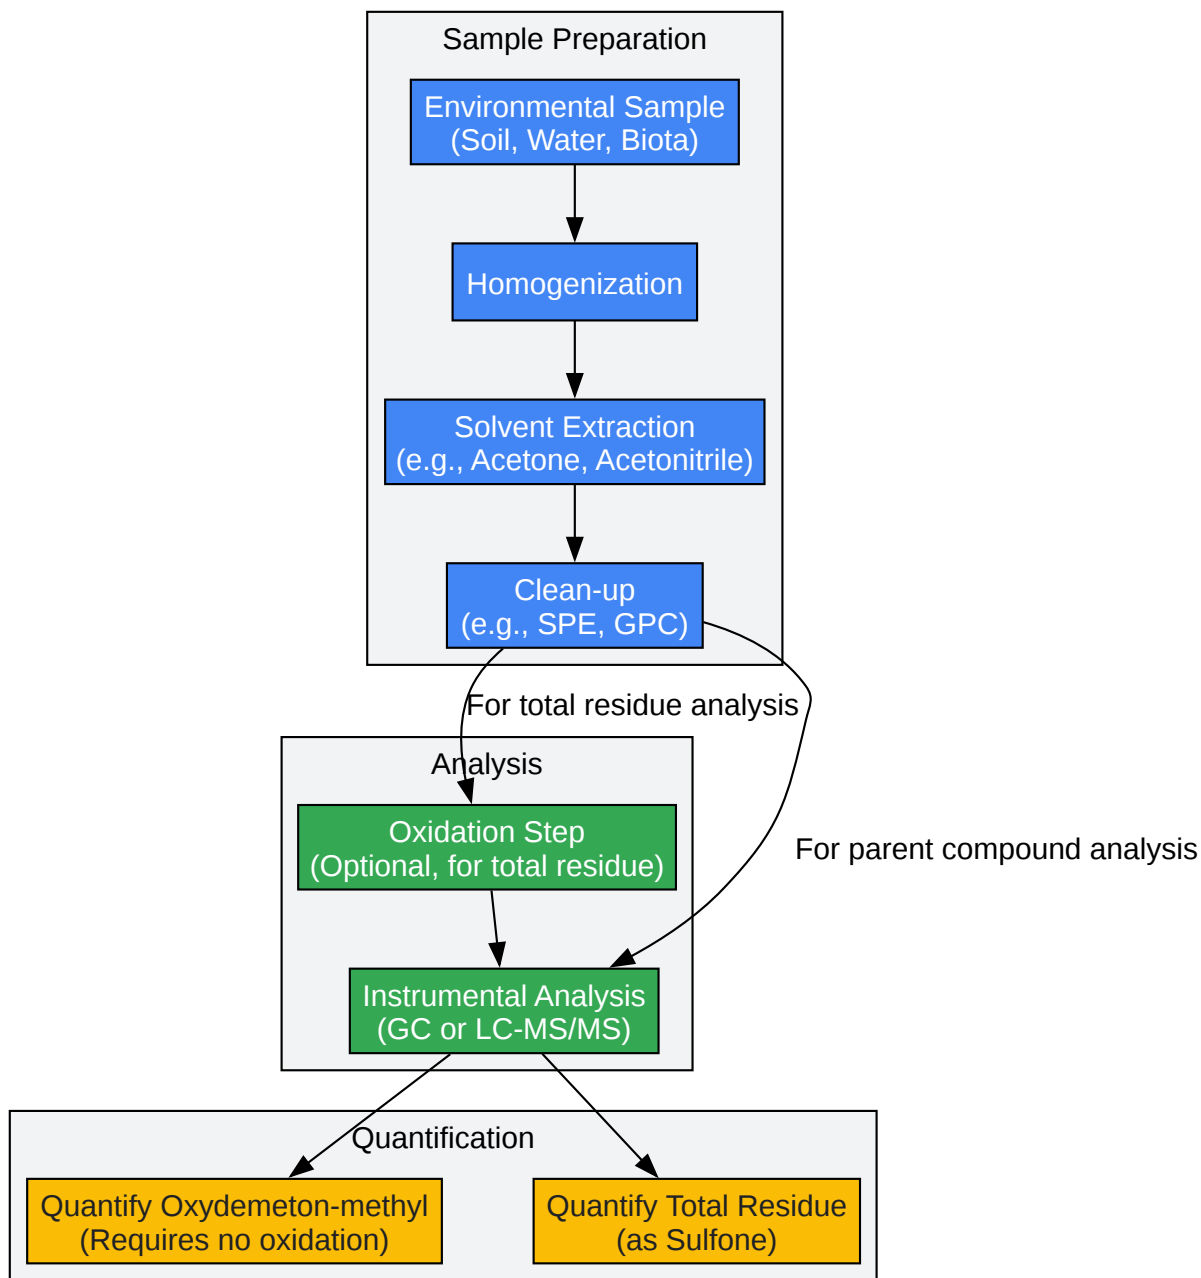 Sample Preparation
Environmental Sample
(Soil, Water, Biota)
Homogenization
Solvent Extraction
(e.g., Acetone, Acetonitrile)
Clean-up
(e.g., SPE, GPC)
For total residue analysis
Analysis
Oxidation Step
(Optional, for total residue)
For parent compound analysis
Instrumental Analysis
(GC or LC-MS/MS)
Quantification
Quantify Oxydemeton-methyl
(Requires no oxidation)
Quantify Total Residue
(as Sulfone)